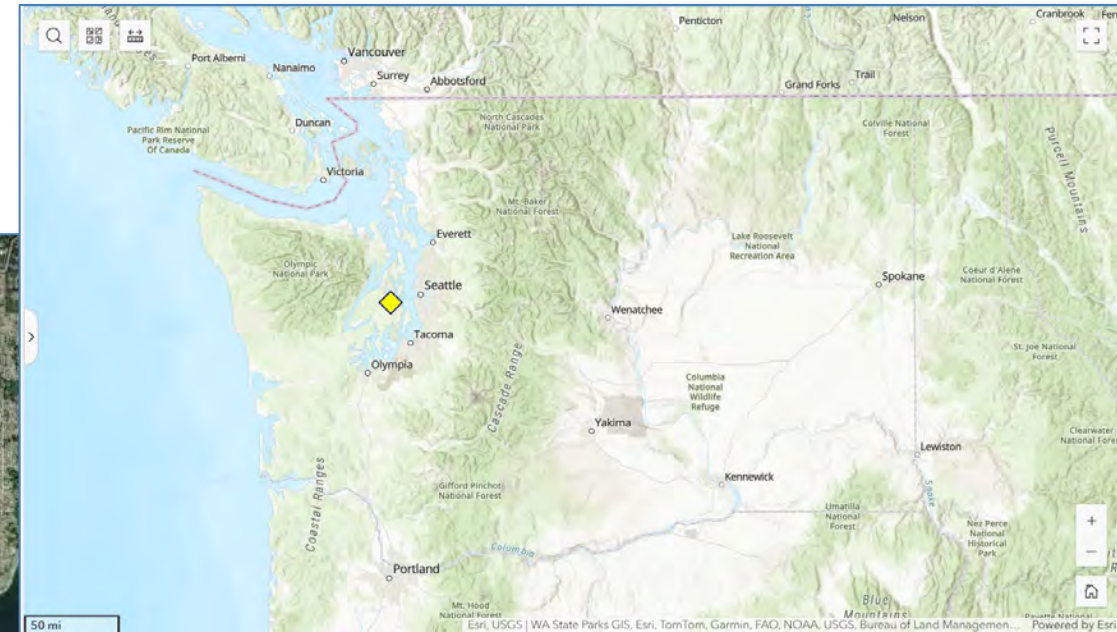 Penticton
Nelson
Cranbrook
Vancouver
Port Alberni
Nanaimo
Surrey
Abbotsford
Grand Forks
Trail
Duncan
North Cascades
National Park
Colville National
Forest
Pacific Rim National
Park Reserve
Of Canada
Purcell Mountains
Victoria
Mt. Baker
National Forest
Everett
Lake Roosevelt
National
Recreation Area
Olympic
National Park
Spokane
Coeur d'Alene
National Forest
Seattle
Wenatchee
Tacoma
St. Joe National
Forest
Olympia
Cascade Range
Columbia
National
Wildlife
Refuge
Yakima
Clearwater
National Fore
Lewiston
Coastal Ranges
Kennewick
Gifford Pinchot
National Forest
Snake
Umatilla
National
Forest
Nez Perce
National
Historical
Park
Columbia
Portland
Mt. Hood
National Forest
Blue
Mountains
50 mi
Esri, USGS | WA State Parks GIS, Esri, TomTom, Garmin, FAO, NOAA, USGS, Bureau of Land Managemen...
Powered by Esri